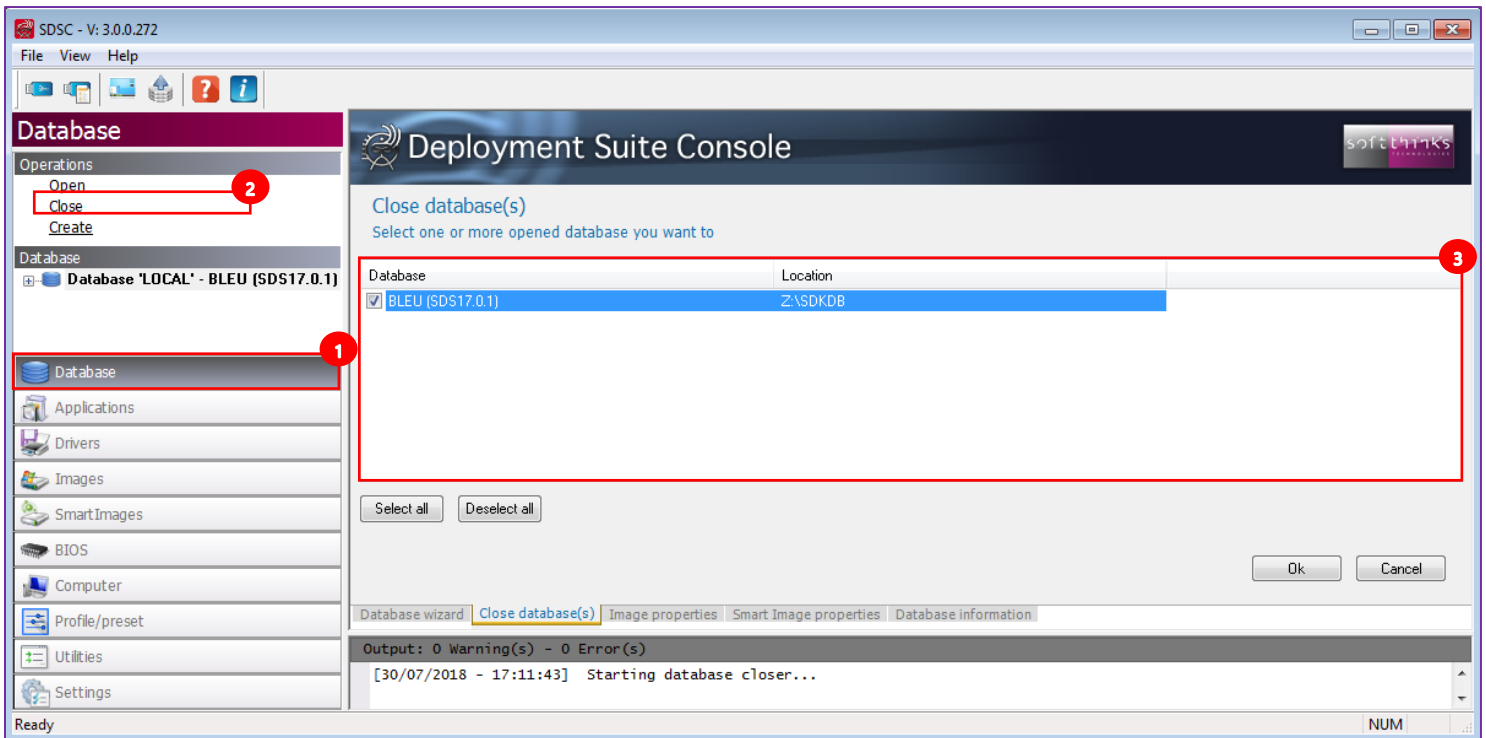 SDSC - V: 3.0.0.272
File View Help
Database
Operations
Open
2
Close
Create
Database
Database 'LOCAL' - BLEU (SDS17.0.1)
1
Database
Applications
Drivers
Images
SmartImages
BIOS
Computer
Profile/preset
Utilities
Settings
Deployment Suite Console
softthinks
TECHNOLOGIES
Close database(s)
Select one or more opened database you want to
3
Database Location
BLEU (SDS17.0.1) Z:\SDKDB
Select all Deselect all
Ok Cancel
Database wizard Close database(s) Image properties Smart Image properties Database information
Output: 0 Warning(s) - 0 Error(s)
[30/07/2018 - 17:11:43] Starting database closer...
Ready NUM